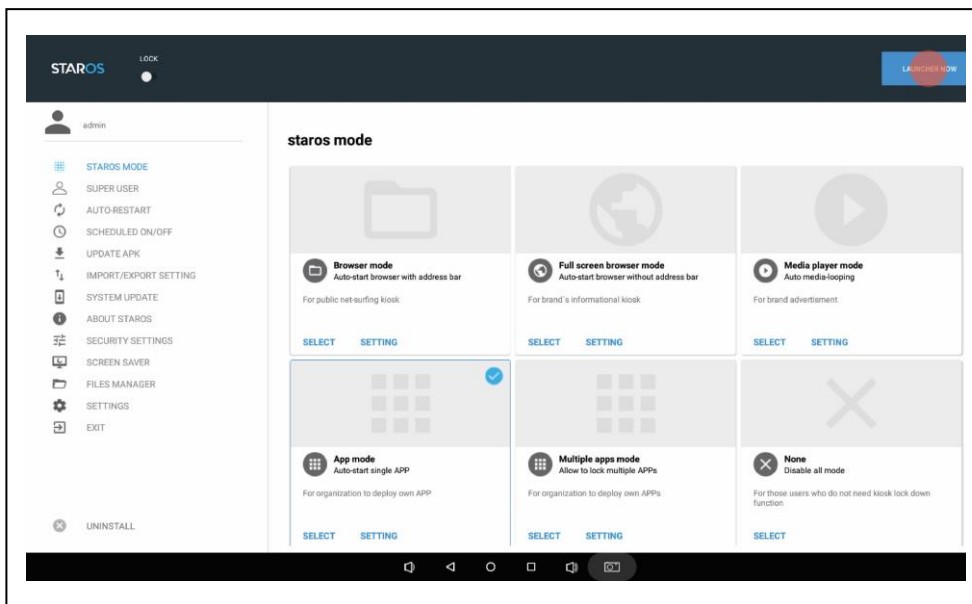 STAROS
LOCK
LAUNCHER NOW
admin
STAROS MODE
SUPER USER
AUTO-RESTART
SCHEDULED ON/OFF
UPDATE APK
IMPORT/EXPORT SETTING
SYSTEM UPDATE
ABOUT STAROS
SECURITY SETTINGS
SCREEN SAVER
FILES MANAGER
SETTINGS
EXIT
UNINSTALL
staros mode
Browser mode
Auto-start browser with address bar
For public net-surfing kiosk
SELECT SETTING
Full screen browser mode
Auto-start browser without address bar
For brand's informational kiosk
SELECT SETTING
Media player mode
Auto media-looping
For brand advertisment
SELECT SETTING
App mode
Auto-start single APP
For organization to deploy own APP
SELECT SETTING
Multiple apps mode
Allow to lock multiple APPs
For organization to deploy own APPs
SELECT SETTING
None
Disable all mode
For those users who do not need kiosk lock down
function
SELECT